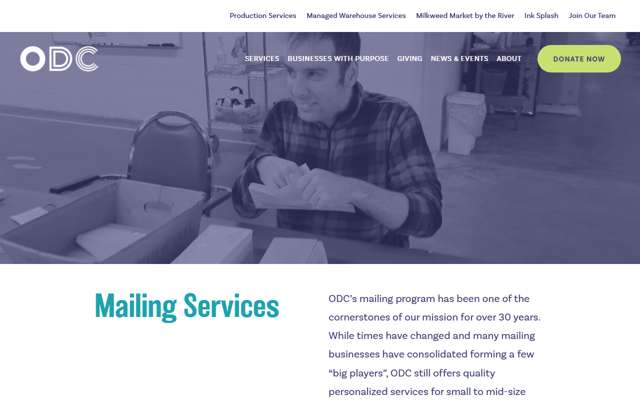 Production Services Managed Warehouse Services Milkweed Market by the River Ink Splash Join Our Team
ODC SERVICES BUSINESSES WITH PURPOSE GIVING NEWS & EVENTS ABOUT DONATE NOW
Mailing Services
ODC's mailing program has been one of the
cornerstones of our mission for over 30 years.
While times have changed and many mailing
businesses have consolidated forming a few
“big players”, ODC still offers quality
personalized services for small to mid-size